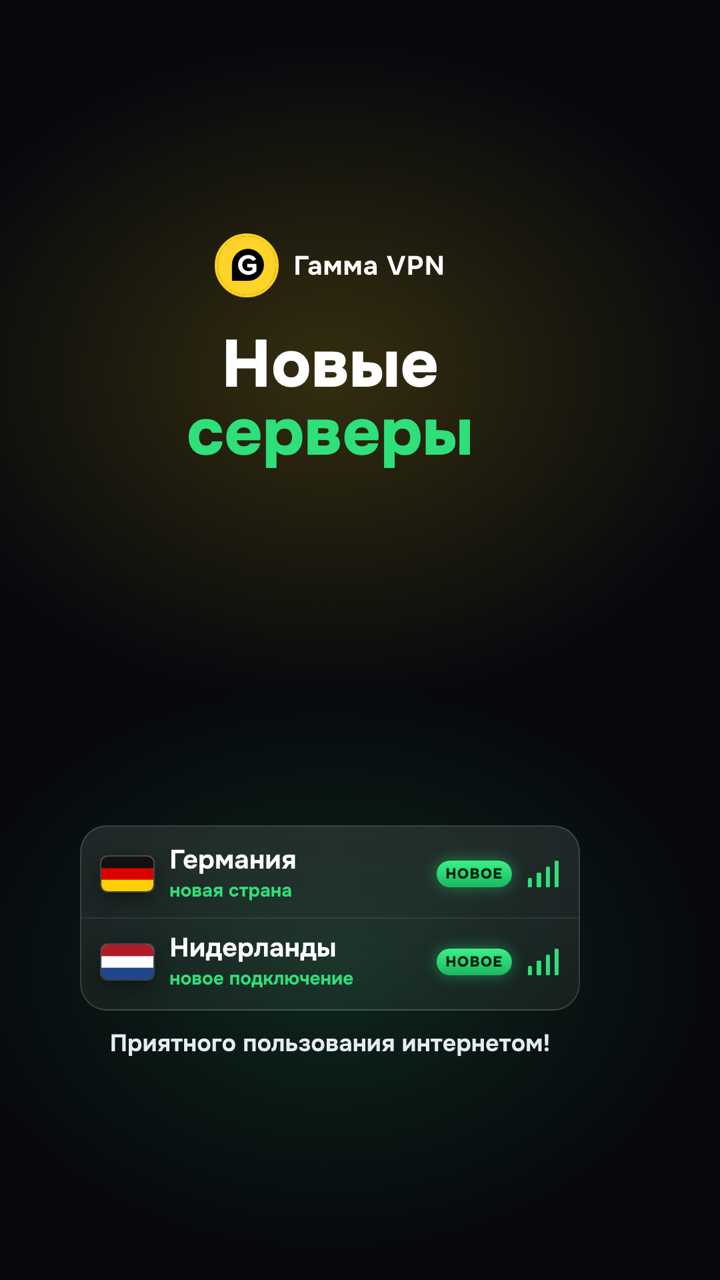 G
Гамма VPN
Новые
серверы
Германия
новая страна
НОВОЕ
Нидерланды
новое подключение
НОВОЕ
Приятного пользования интернетом!